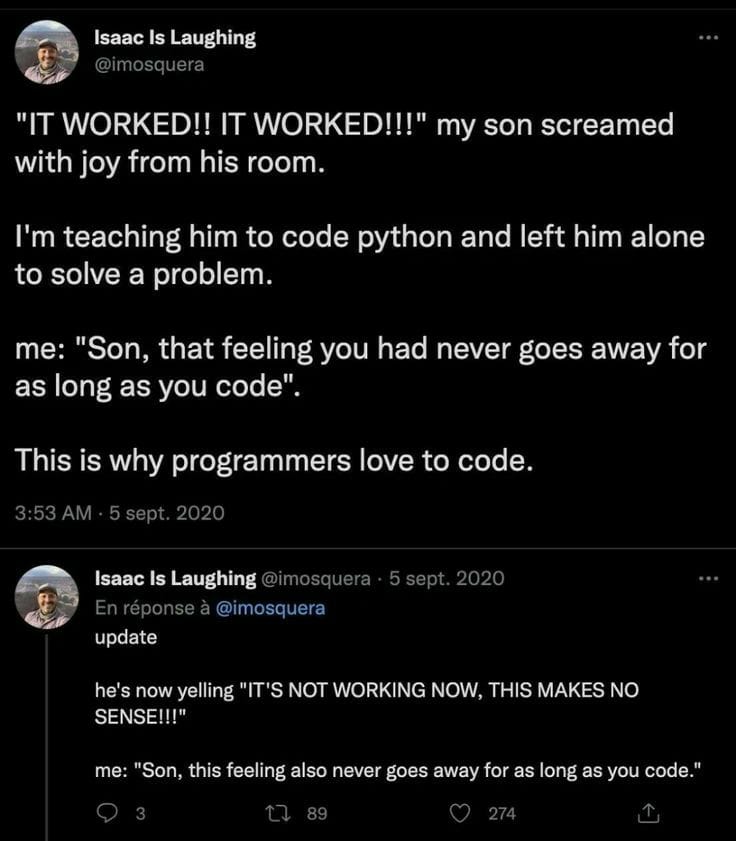 Isaac Is Laughing
@imosquera
"IT WORKED!! IT WORKED!!!" my son screamed
with joy from his room.
I'm teaching him to code python and left him alone
to solve a problem.
me: "Son, that feeling you had never goes away for
as long as you code".
This is why programmers love to code.
3:53 AM · 5 sept. 2020
Isaac Is Laughing @imosquera · 5 sept. 2020
En réponse à @imosquera
update
he's now yelling "IT'S NOT WORKING NOW, THIS MAKES NO
SENSE!!!"
me: "Son, this feeling also never goes away for as long as you code."
3 89 274